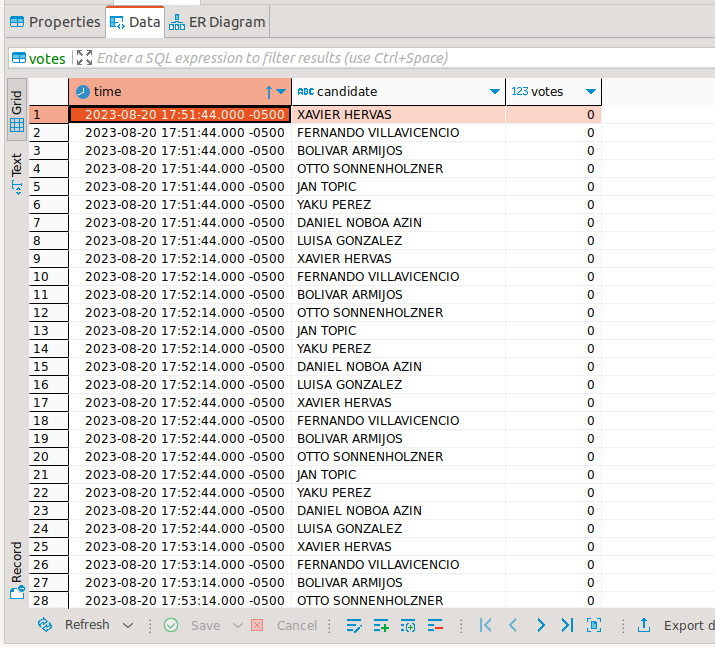 Properties Data ER Diagram
votes Enter a SQL expression to filter results (use Ctrl+Space)
Grid
Text
Record
time ABC candidate 123 votes
1 2023-08-20 17:51:44.000 -0500 XAVIER HERVAS 0
2 2023-08-20 17:51:44.000 -0500 FERNANDO VILLAVICENCIO 0
3 2023-08-20 17:51:44.000 -0500 BOLIVAR ARMIJOS 0
4 2023-08-20 17:51:44.000 -0500 OTTO SONNENHOLZNER 0
5 2023-08-20 17:51:44.000 -0500 JAN TOPIC 0
6 2023-08-20 17:51:44.000 -0500 YAKU PEREZ 0
7 2023-08-20 17:51:44.000 -0500 DANIEL NOBOA AZIN 0
8 2023-08-20 17:51:44.000 -0500 LUISA GONZALEZ 0
9 2023-08-20 17:52:14.000 -0500 XAVIER HERVAS 0
10 2023-08-20 17:52:14.000 -0500 FERNANDO VILLAVICENCIO 0
11 2023-08-20 17:52:14.000 -0500 BOLIVAR ARMIJOS 0
12 2023-08-20 17:52:14.000 -0500 OTTO SONNENHOLZNER 0
13 2023-08-20 17:52:14.000 -0500 JAN TOPIC 0
14 2023-08-20 17:52:14.000 -0500 YAKU PEREZ 0
15 2023-08-20 17:52:14.000 -0500 DANIEL NOBOA AZIN 0
16 2023-08-20 17:52:14.000 -0500 LUISA GONZALEZ 0
17 2023-08-20 17:52:44.000 -0500 XAVIER HERVAS 0
18 2023-08-20 17:52:44.000 -0500 FERNANDO VILLAVICENCIO 0
19 2023-08-20 17:52:44.000 -0500 BOLIVAR ARMIJOS 0
20 2023-08-20 17:52:44.000 -0500 OTTO SONNENHOLZNER 0
21 2023-08-20 17:52:44.000 -0500 JAN TOPIC 0
22 2023-08-20 17:52:44.000 -0500 YAKU PEREZ 0
23 2023-08-20 17:52:44.000 -0500 DANIEL NOBOA AZIN 0
24 2023-08-20 17:52:44.000 -0500 LUISA GONZALEZ 0
25 2023-08-20 17:53:14.000 -0500 XAVIER HERVAS 0
26 2023-08-20 17:53:14.000 -0500 FERNANDO VILLAVICENCIO 0
27 2023-08-20 17:53:14.000 -0500 BOLIVAR ARMIJOS 0
28 2023-08-20 17:53:14.000 -0500 OTTO SONNENHOLZNER 0
Refresh Save Cancel Export d